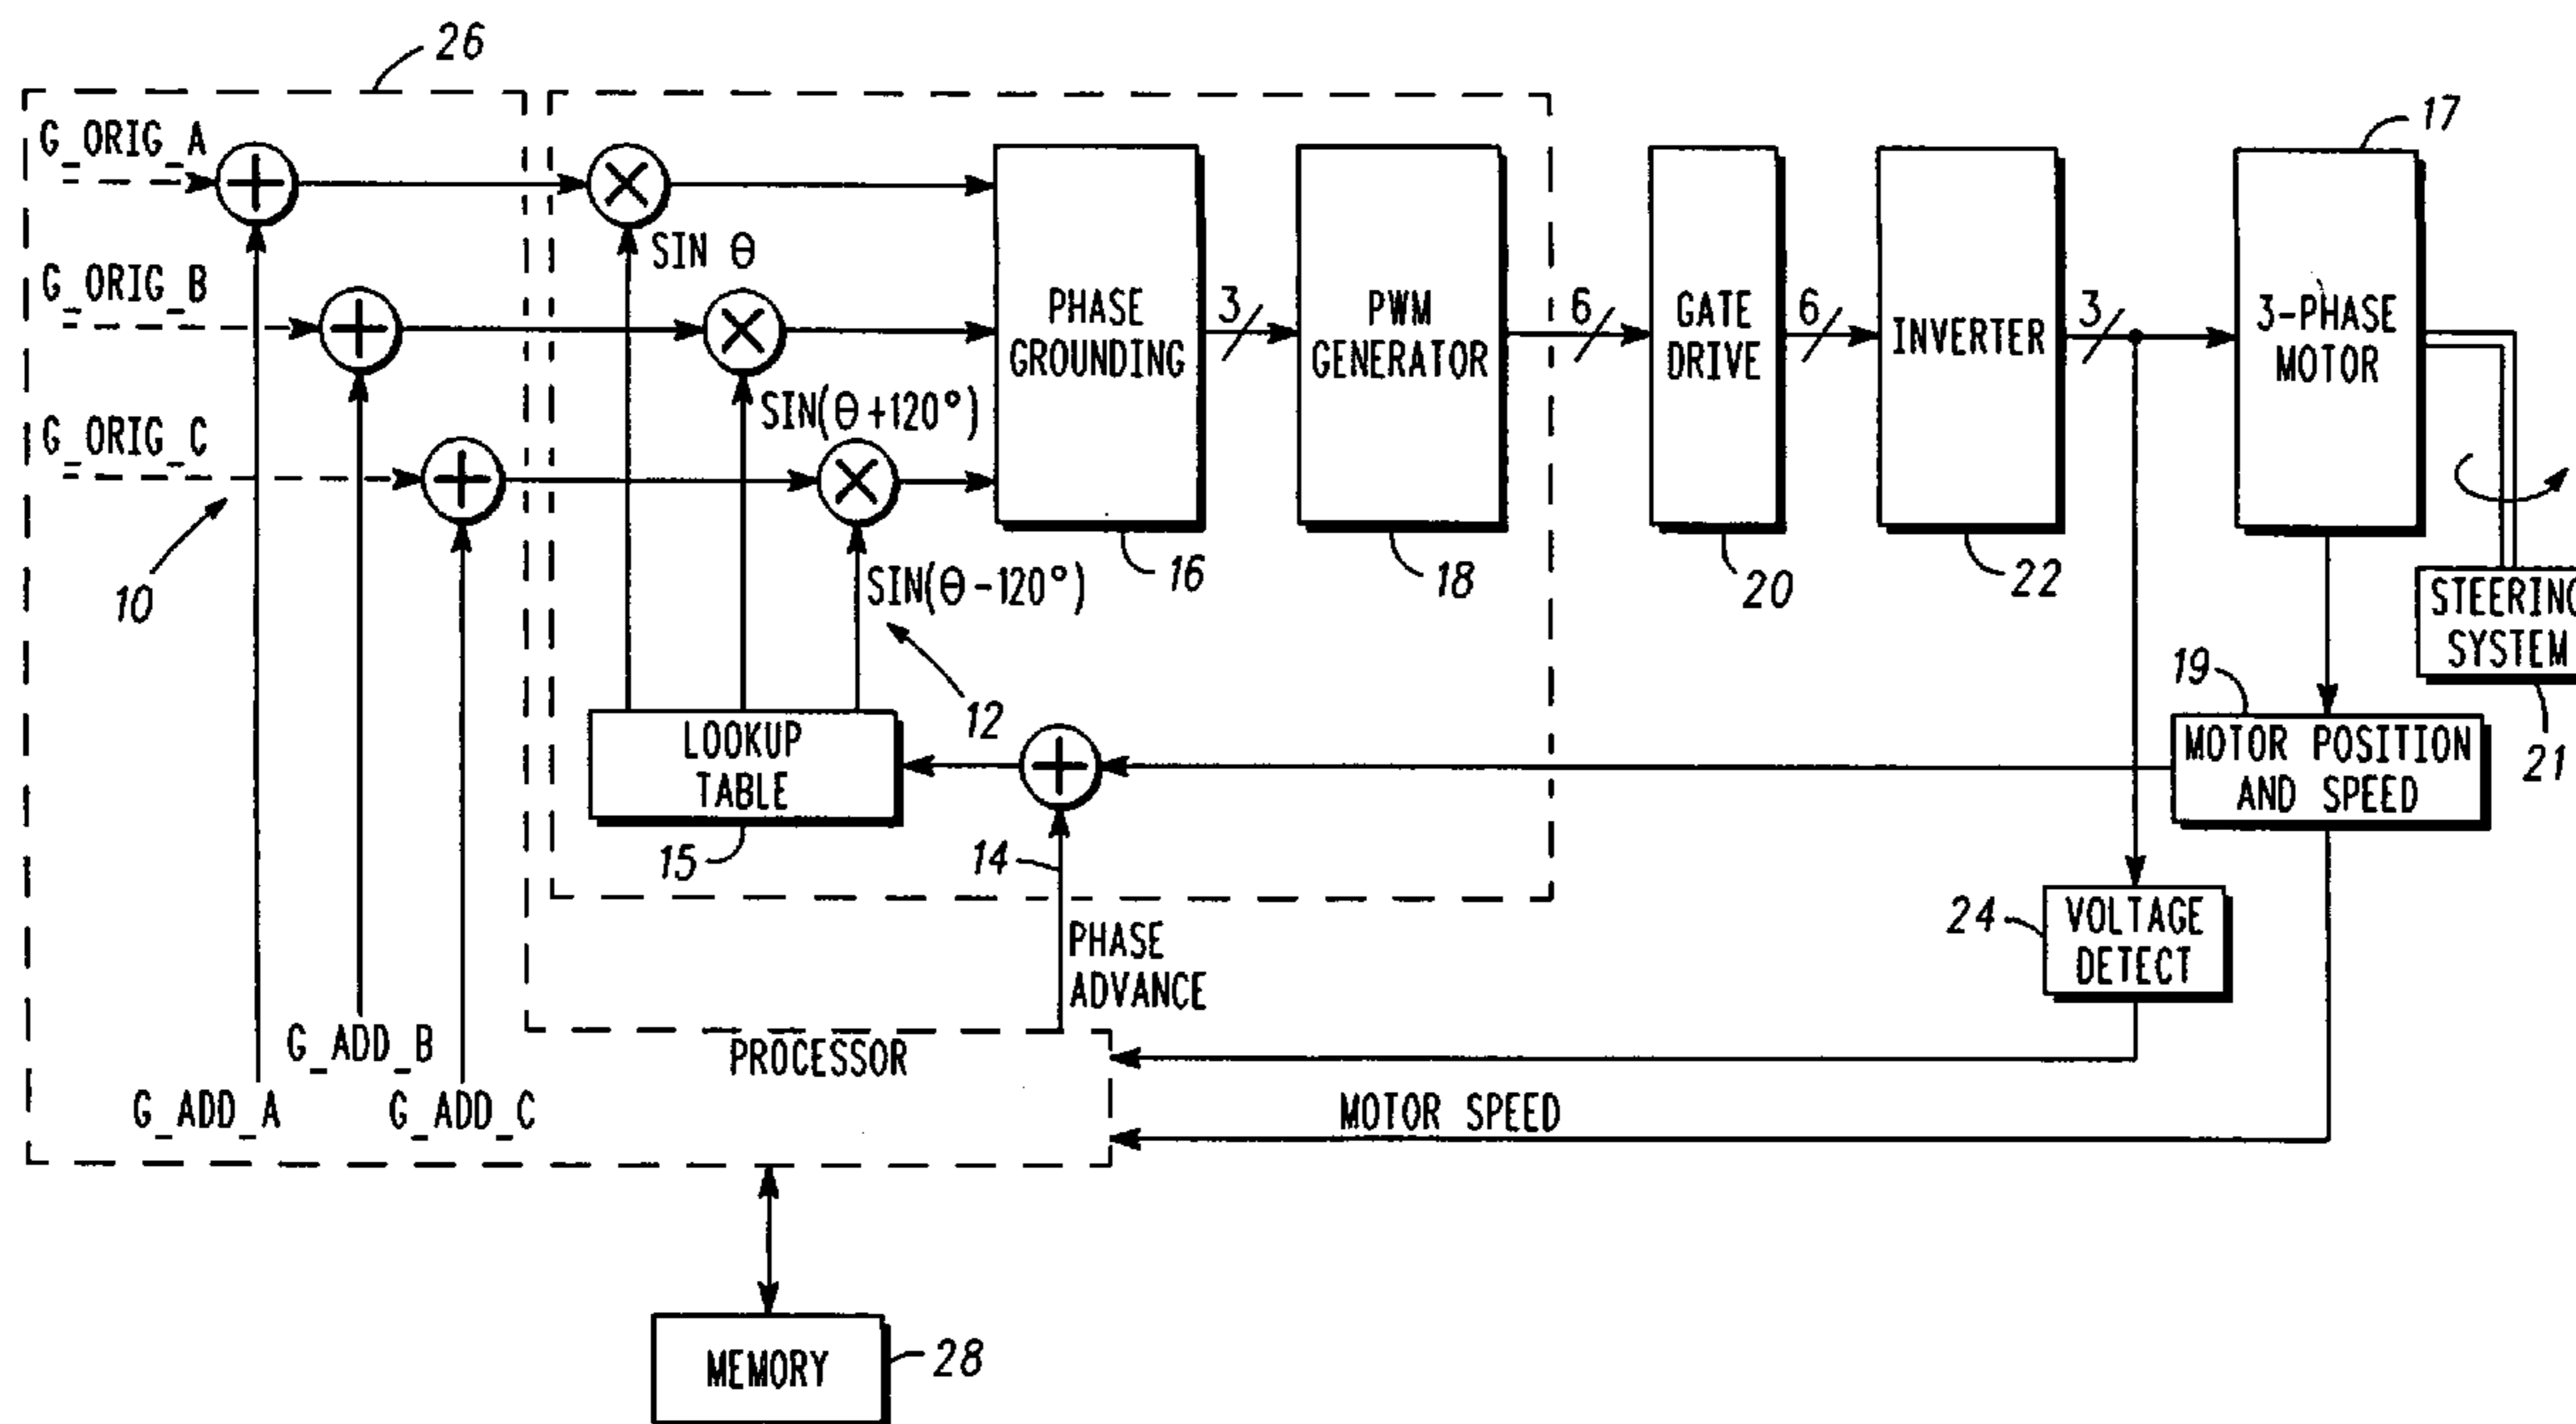 26
17
G_ORIG_A
G_ORIG_B
G_ORIG_C
SIN θ
SIN(θ+120°)
SIN(θ-120°)
PHASE
GROUNDING
3
PWM
GENERATOR
6
GATE
DRIVE
6
INVERTER
3
3-PHASE
MOTOR
10
16
18
20
22
STEERING
SYSTEM
19
21
12
LOOKUP
TABLE
15
14
MOTOR POSITION
AND SPEED
24
VOLTAGE
DETECT
PHASE
ADVANCE
G_ADD_B
PROCESSOR
G_ADD_A
G_ADD_C
MOTOR SPEED
MEMORY
28